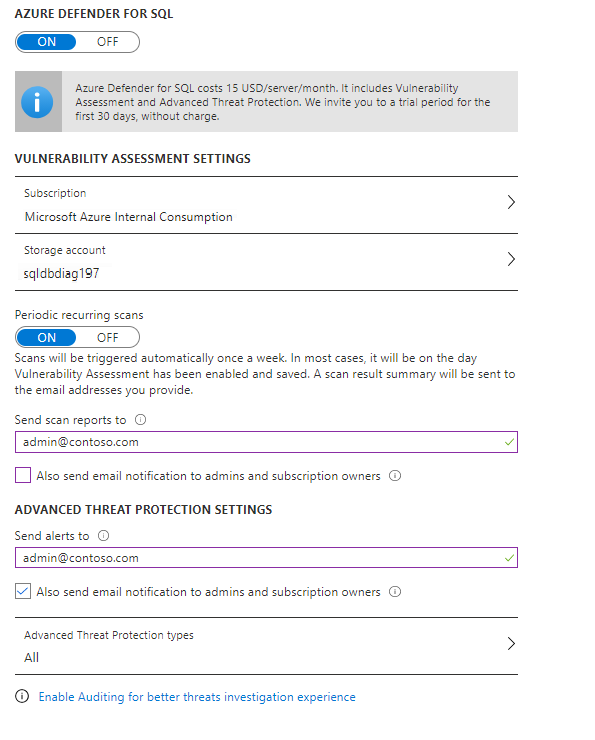 AZURE DEFENDER FOR SQL
ON OFF
Azure Defender for SQL costs 15 USD/server/month. It includes Vulnerability
Assessment and Advanced Threat Protection. We invite you to a trial period for the
first 30 days, without charge.
VULNERABILITY ASSESSMENT SETTINGS
Subscription
Microsoft Azure Internal Consumption
Storage account
sqldbdiag197
Periodic recurring scans
ON OFF
Scans will be triggered automatically once a week. In most cases, it will be on the day
Vulnerability Assessment has been enabled and saved. A scan result summary will be sent to
the email addresses you provide.
Send scan reports to
admin@contoso.com
Also send email notification to admins and subscription owners
ADVANCED THREAT PROTECTION SETTINGS
Send alerts to
admin@contoso.com
Also send email notification to admins and subscription owners
Advanced Threat Protection types
All
Enable Auditing for better threats investigation experience